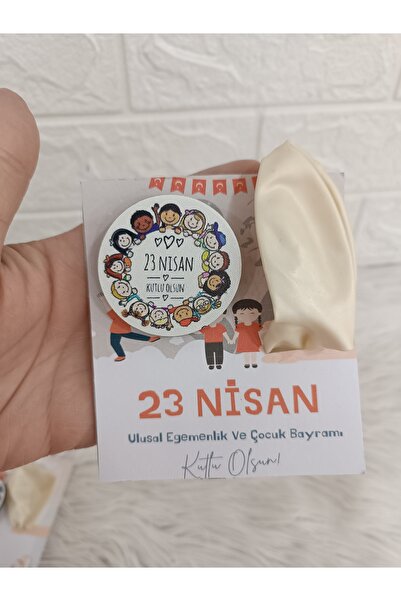 23 NISAN
KUTLU OLSUN
23 NİSAN
Ulusal Egemenlik Ve Çocuk Bayramı
Kutlu Olsun!